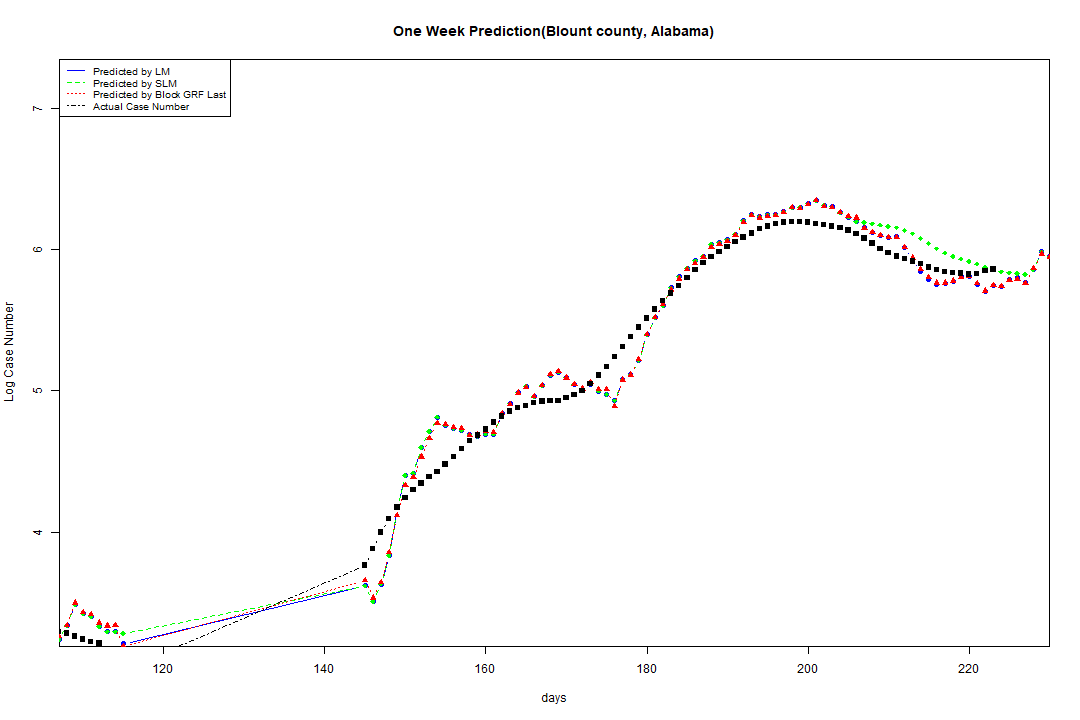 One Week Prediction(Blount county, Alabama)
Predicted by LM
Predicted by SLM
Predicted by Block GRF Last
Actual Case Number
7
6
5
4
Log Case Number
120 140 160 180 200 220
days